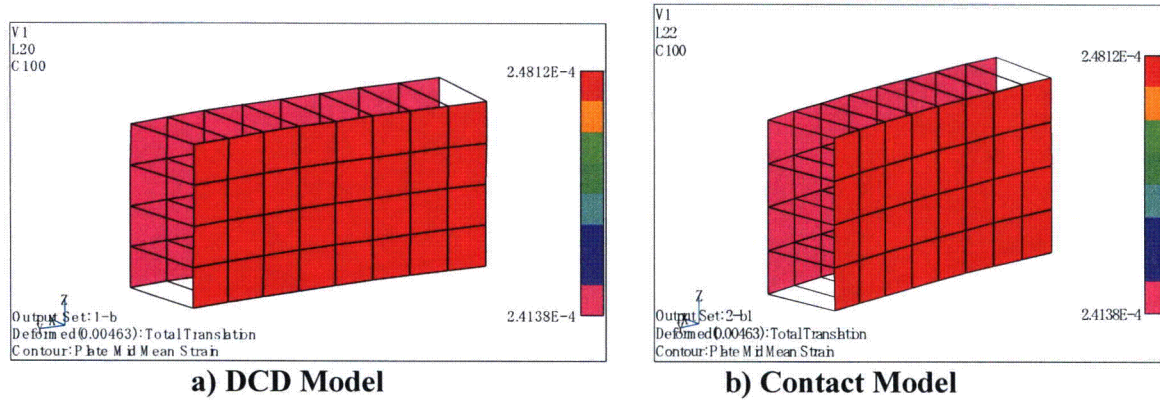 V1
L20
C100
2.4812E-4
2.4138E-4
Z
Output Set: 1-b
Deformed(0.00463): Total Translation
Contour: Plate Mid Mean Strain
a) DCD Model
V1
L22
C100
2.4812E-4
2.4138E-4
Z
Output Set: 2-b1
Deformed(0.00463): Total Translation
Contour: Plate Mid Mean Strain
b) Contact Model